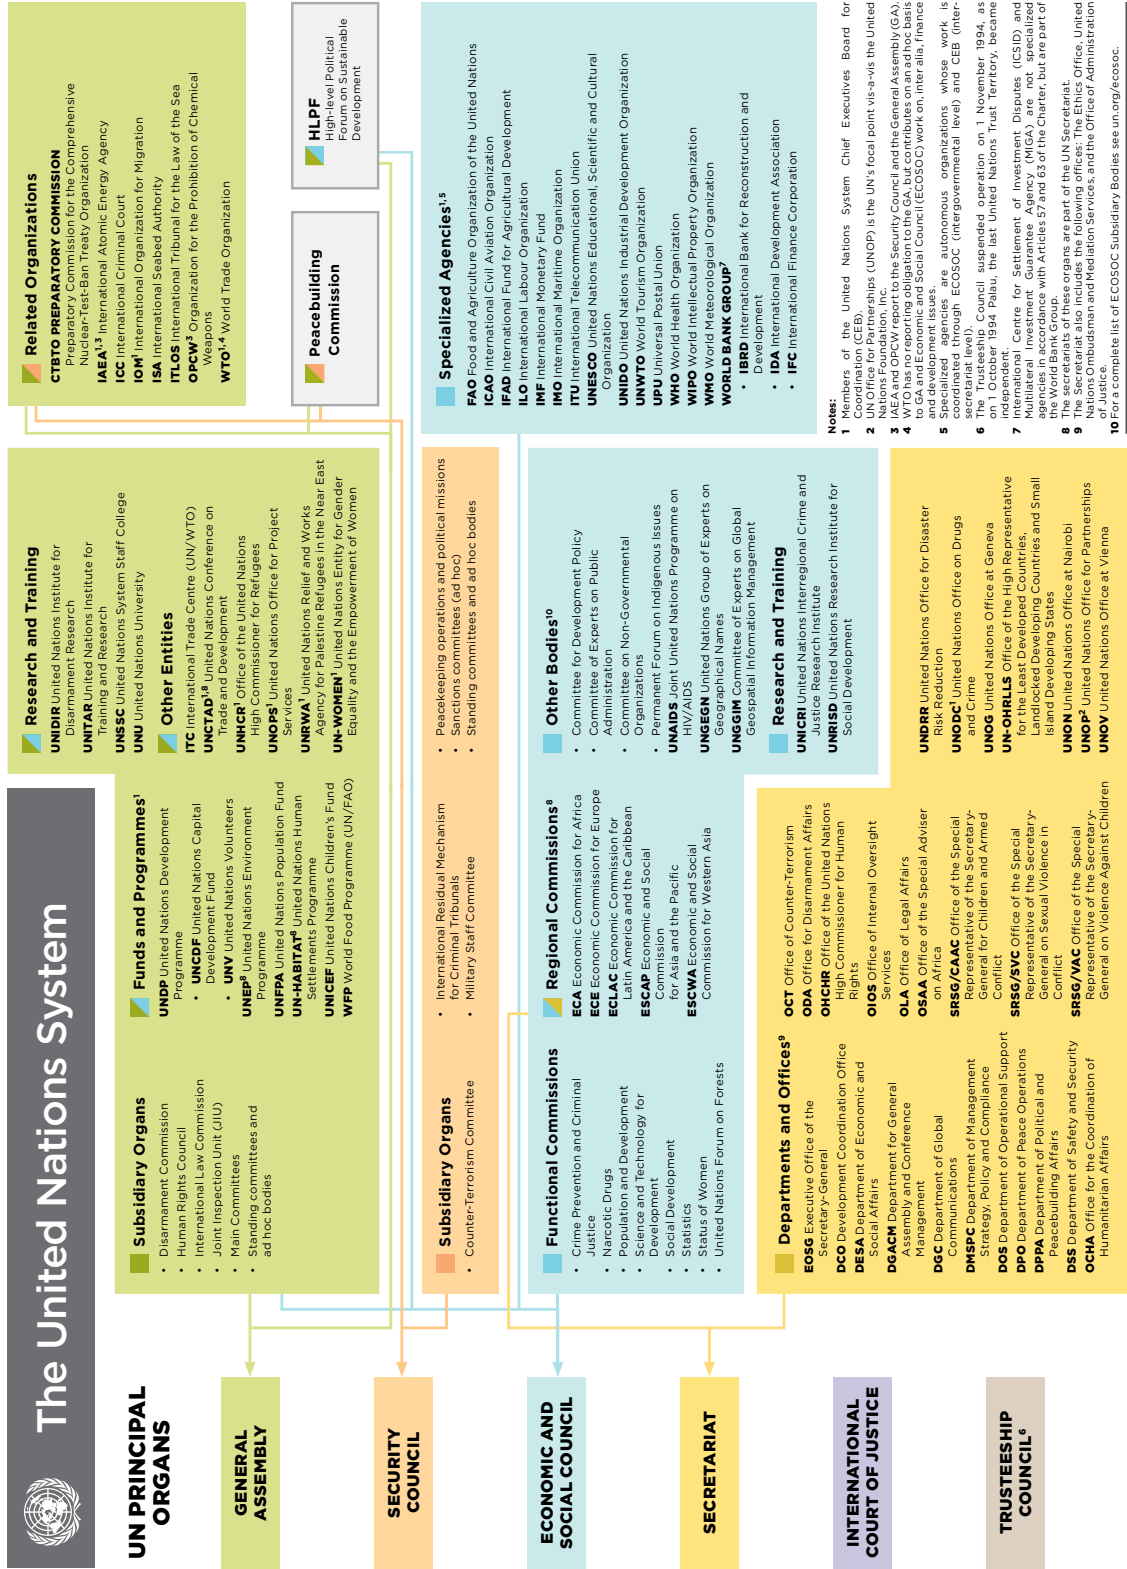 The United Nations System
UN PRINCIPAL
ORGANS
GENERAL
ASSEMBLY
SECURITY
COUNCIL
ECONOMIC AND
SOCIAL COUNCIL
SECRETARIAT
INTERNATIONAL
COURT OF JUSTICE
TRUSTEESHIP
COUNCIL⁶
Subsidiary Organs
• Disarmament Commission
• Human Rights Council
• International Law Commission
• Joint Inspection Unit (JIU)
• Main Committees
• Standing committees and
ad hoc bodies
Funds and Programmes¹
UNDP United Nations Development
Programme
• UNCDF United Nations Capital
Development Fund
• UNV United Nations Volunteers
UNEP⁸ United Nations Environment
Programme
UNFPA United Nations Population Fund
UN-HABITAT⁸ United Nations Human
Settlements Programme
UNICEF United Nations Children's Fund
WFP World Food Programme (UN/FAO)
Research and Training
UNIDIR United Nations Institute for
Disarmament Research
UNITAR United Nations Institute for
Training and Research
UNSSC United Nations System Staff College
UNU United Nations University
Other Entities
ITC International Trade Centre (UN/WTO)
UNCTAD¹,⁸ United Nations Conference on
Trade and Development
UNHCR¹ Office of the United Nations
High Commissioner for Refugees
UNOPS¹ United Nations Office for Project
Services
UNRWA¹ United Nations Relief and Works
Agency for Palestine Refugees in the Near East
UN-WOMEN¹ United Nations Entity for Gender
Equality and the Empowerment of Women
Related Organizations
CTBTO PREPARATORY COMMISSION
Preparatory Commission for the Comprehensive
Nuclear-Test-Ban Treaty Organization
IAEA¹,³ International Atomic Energy Agency
ICC International Criminal Court
IOM¹ International Organization for Migration
ISA International Seabed Authority
ITLOS International Tribunal for the Law of the Sea
OPCW³ Organization for the Prohibition of Chemical
Weapons
WTO¹,⁴ World Trade Organization
Peacebuilding
Commission
HLPF
High-level Political
Forum on Sustainable
Development
Subsidiary Organs
• Counter-Terrorism Committee
• International Residual Mechanism
for Criminal Tribunals
• Military Staff Committee
• Peacekeeping operations and political missions
• Sanctions committees (ad hoc)
• Standing committees and ad hoc bodies
Functional Commissions
• Crime Prevention and Criminal
Justice
• Narcotic Drugs
• Population and Development
• Science and Technology for
Development
• Social Development
• Statistics
• Status of Women
• United Nations Forum on Forests
Regional Commissions⁸
ECA Economic Commission for Africa
ECE Economic Commission for Europe
ECLAC Economic Commission for
Latin America and the Caribbean
ESCAP Economic and Social
Commission
for Asia and the Pacific
ESCWA Economic and Social
Commission for Western Asia
Other Bodies¹⁰
• Committee for Development Policy
• Committee of Experts on Public
Administration
• Committee on Non-Governmental
Organizations
• Permanent Forum on Indigenous Issues
UNAIDS Joint United Nations Programme on
HIV/AIDS
UNGEGN United Nations Group of Experts on
Geographical Names
UNGGIM Committee of Experts on Global
Geospatial Information Management
Research and Training
UNICRI United Nations Interregional Crime and
Justice Research Institute
UNRISD United Nations Research Institute for
Social Development
Specialized Agencies¹,⁵
FAO Food and Agriculture Organization of the United Nations
ICAO International Civil Aviation Organization
IFAD International Fund for Agricultural Development
ILO International Labour Organization
IMF International Monetary Fund
IMO International Maritime Organization
ITU International Telecommunication Union
UNESCO United Nations Educational, Scientific and Cultural
Organization
UNIDO United Nations Industrial Development Organization
UNWTO World Tourism Organization
UPU Universal Postal Union
WHO World Health Organization
WIPO World Intellectual Property Organization
WMO World Meteorological Organization
WORLD BANK GROUP⁷
• IBRD International Bank for Reconstruction and
Development
• IDA International Development Association
• IFC International Finance Corporation
Departments and Offices⁹
EOSG Executive Office of the
Secretary-General
DCO Development Coordination Office
DESA Department of Economic and
Social Affairs
DGACM Department for General
Assembly and Conference
Management
DGC Department of Global
Communications
DMSPC Department of Management
Strategy, Policy and Compliance
DOS Department of Operational Support
DPO Department of Peace Operations
DPPA Department of Political and
Peacebuilding Affairs
DSS Department of Safety and Security
OCHA Office for the Coordination of
Humanitarian Affairs
OCT Office of Counter-Terrorism
ODA Office for Disarmament Affairs
OHCHR Office of the United Nations
High Commissioner for Human
Rights
OIOS Office of Internal Oversight
Services
OLA Office of Legal Affairs
OSAA Office of the Special Adviser
on Africa
SRSG/CAAC Office of the Special
Representative of the Secretary-
General for Children and Armed
Conflict
SRSG/SVC Office of the Special
Representative of the Secretary-
General on Sexual Violence in
Conflict
SRSG/VAC Office of the Special
Representative of the Secretary-
General on Violence Against Children
UNDRR United Nations Office for Disaster
Risk Reduction
UNODC¹ United Nations Office on Drugs
and Crime
UNOG United Nations Office at Geneva
UN-OHRLLS Office of the High Representative
for the Least Developed Countries,
Landlocked Developing Countries and Small
Island Developing States
UNON United Nations Office at Nairobi
UNOP² United Nations Office for Partnerships
UNOV United Nations Office at Vienna
Notes:
1 Members of the United Nations System Chief Executives Board for
Coordination (CEB).
2 UN Office for Partnerships (UNOP) is the UN's focal point vis-a-vis the United
Nations Foundation, Inc.
3 IAEA and OPCW report to the Security Council and the General Assembly (GA).
4 WTO has no reporting obligation to the GA, but contributes on an ad hoc basis
to GA and Economic and Social Council (ECOSOC) work on, inter alia, finance
and development issues.
5 Specialized agencies are autonomous organizations whose work is
coordinated through ECOSOC (intergovernmental level) and CEB (inter-
secretariat level).
6 The Trusteeship Council suspended operation on 1 November 1994, as
on 1 October 1994 Palau, the last United Nations Trust Territory, became
independent.
7 International Centre for Settlement of Investment Disputes (ICSID) and
Multilateral Investment Guarantee Agency (MIGA) are not specialized
agencies in accordance with Articles 57 and 63 of the Charter, but are part of
the World Bank Group.
8 The secretariats of these organs are part of the UN Secretariat.
9 The Secretariat also includes the following offices: The Ethics Office, United
Nations Ombudsman and Mediation Services, and the Office of Administration
of Justice.
10 For a complete list of ECOSOC Subsidiary Bodies see un.org/ecosoc.